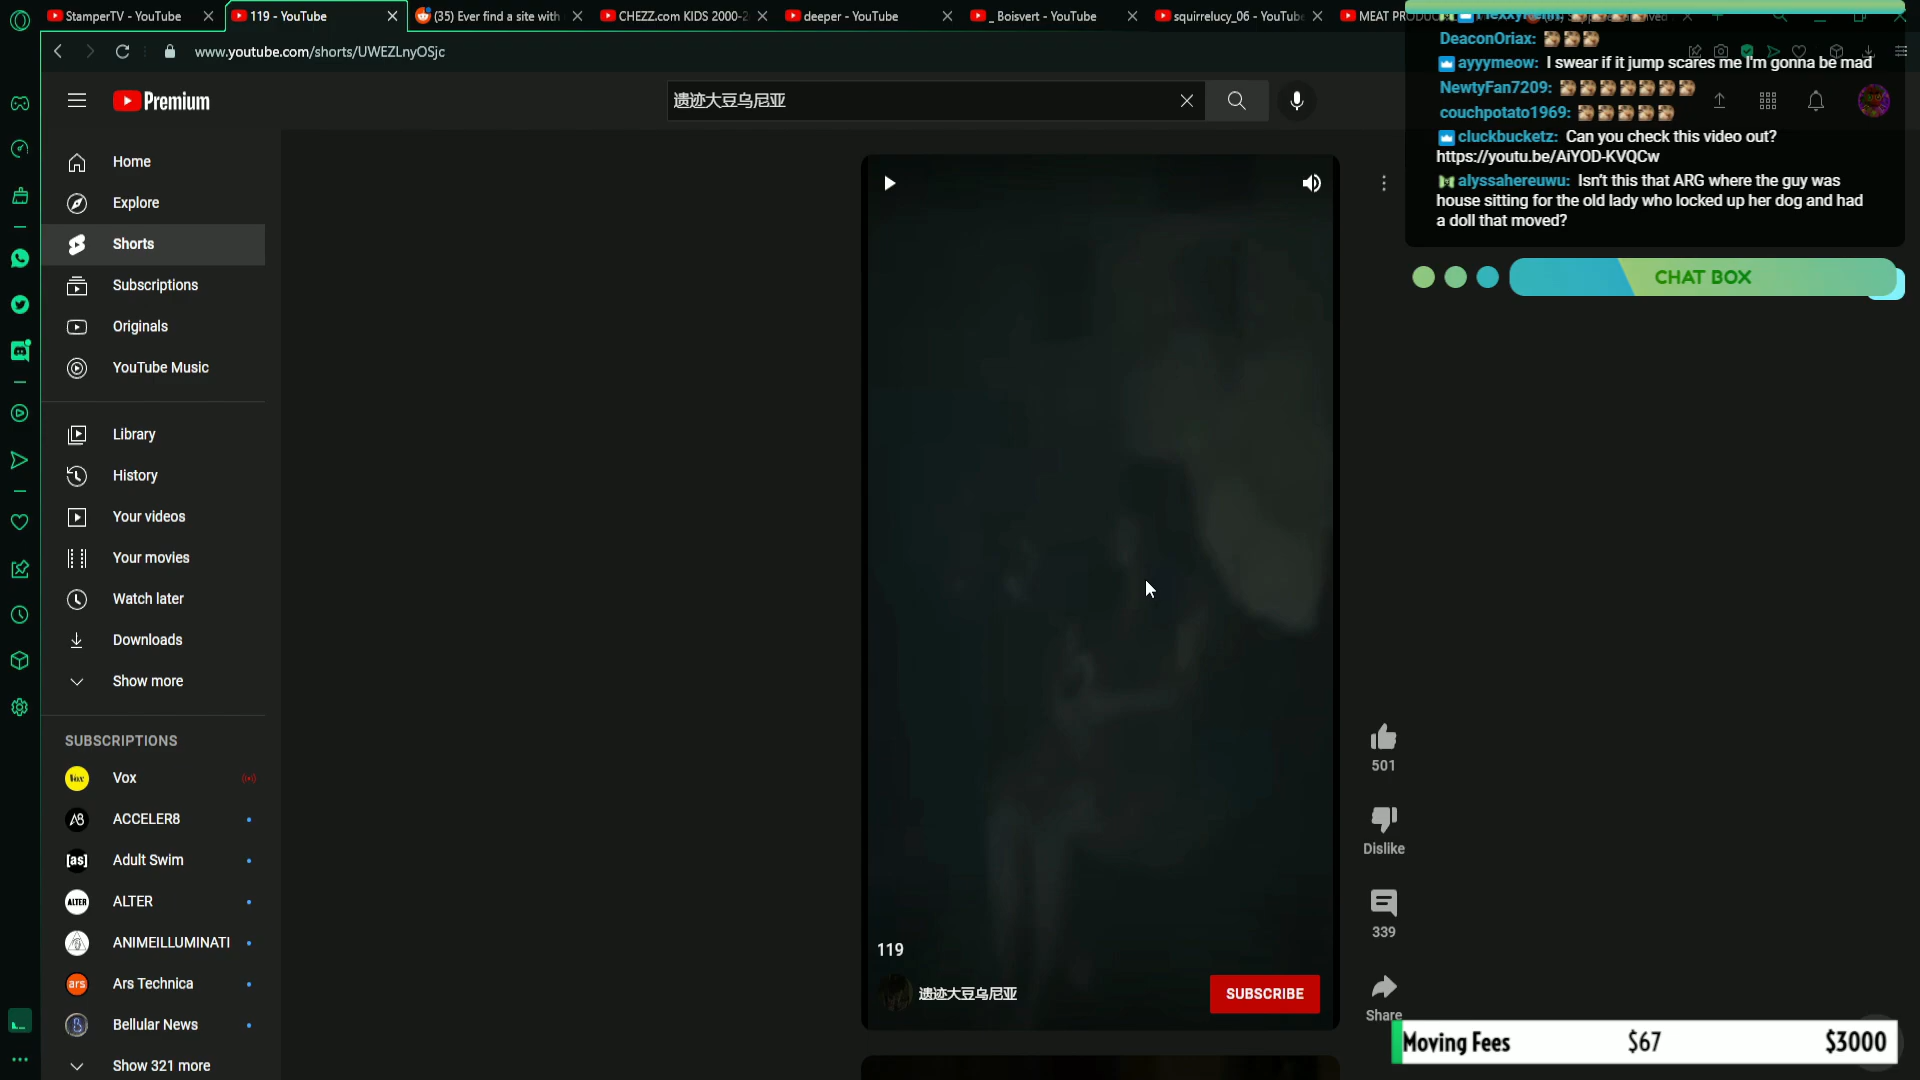 StamperTV - YouTube
119 - YouTube
(35) Ever find a site with
CHEZZ.com KIDS 2000-2
deeper - YouTube
_ Boisvert - YouTube
squirrelucy_06 - YouTube
MEAT PRODUC
www.youtube.com/shorts/UWEZLnyOSjc
Premium
遗迹大豆乌尼亚
Home
Explore
Shorts
Subscriptions
Originals
YouTube Music
Library
History
Your videos
Your movies
Watch later
Downloads
Show more
SUBSCRIPTIONS
Vox
ACCELER8
Adult Swim
ALTER
ANIMEILLUMINATI
Ars Technica
Bellular News
Show 321 more
119
遗迹大豆乌尼亚
SUBSCRIBE
501
Dislike
339
Share
DeaconOriax:
ayyymeow: I swear if it jump scares me I'm gonna be mad
NewtyFan7209:
couchpotato1969:
cluckbucketz: Can you check this video out?
https://youtu.be/AiYOD-KVQCw
alyssahereuwu: Isn't this that ARG where the guy was
house sitting for the old lady who locked up her dog and had
a doll that moved?
CHAT BOX
Moving Fees $67 $3000